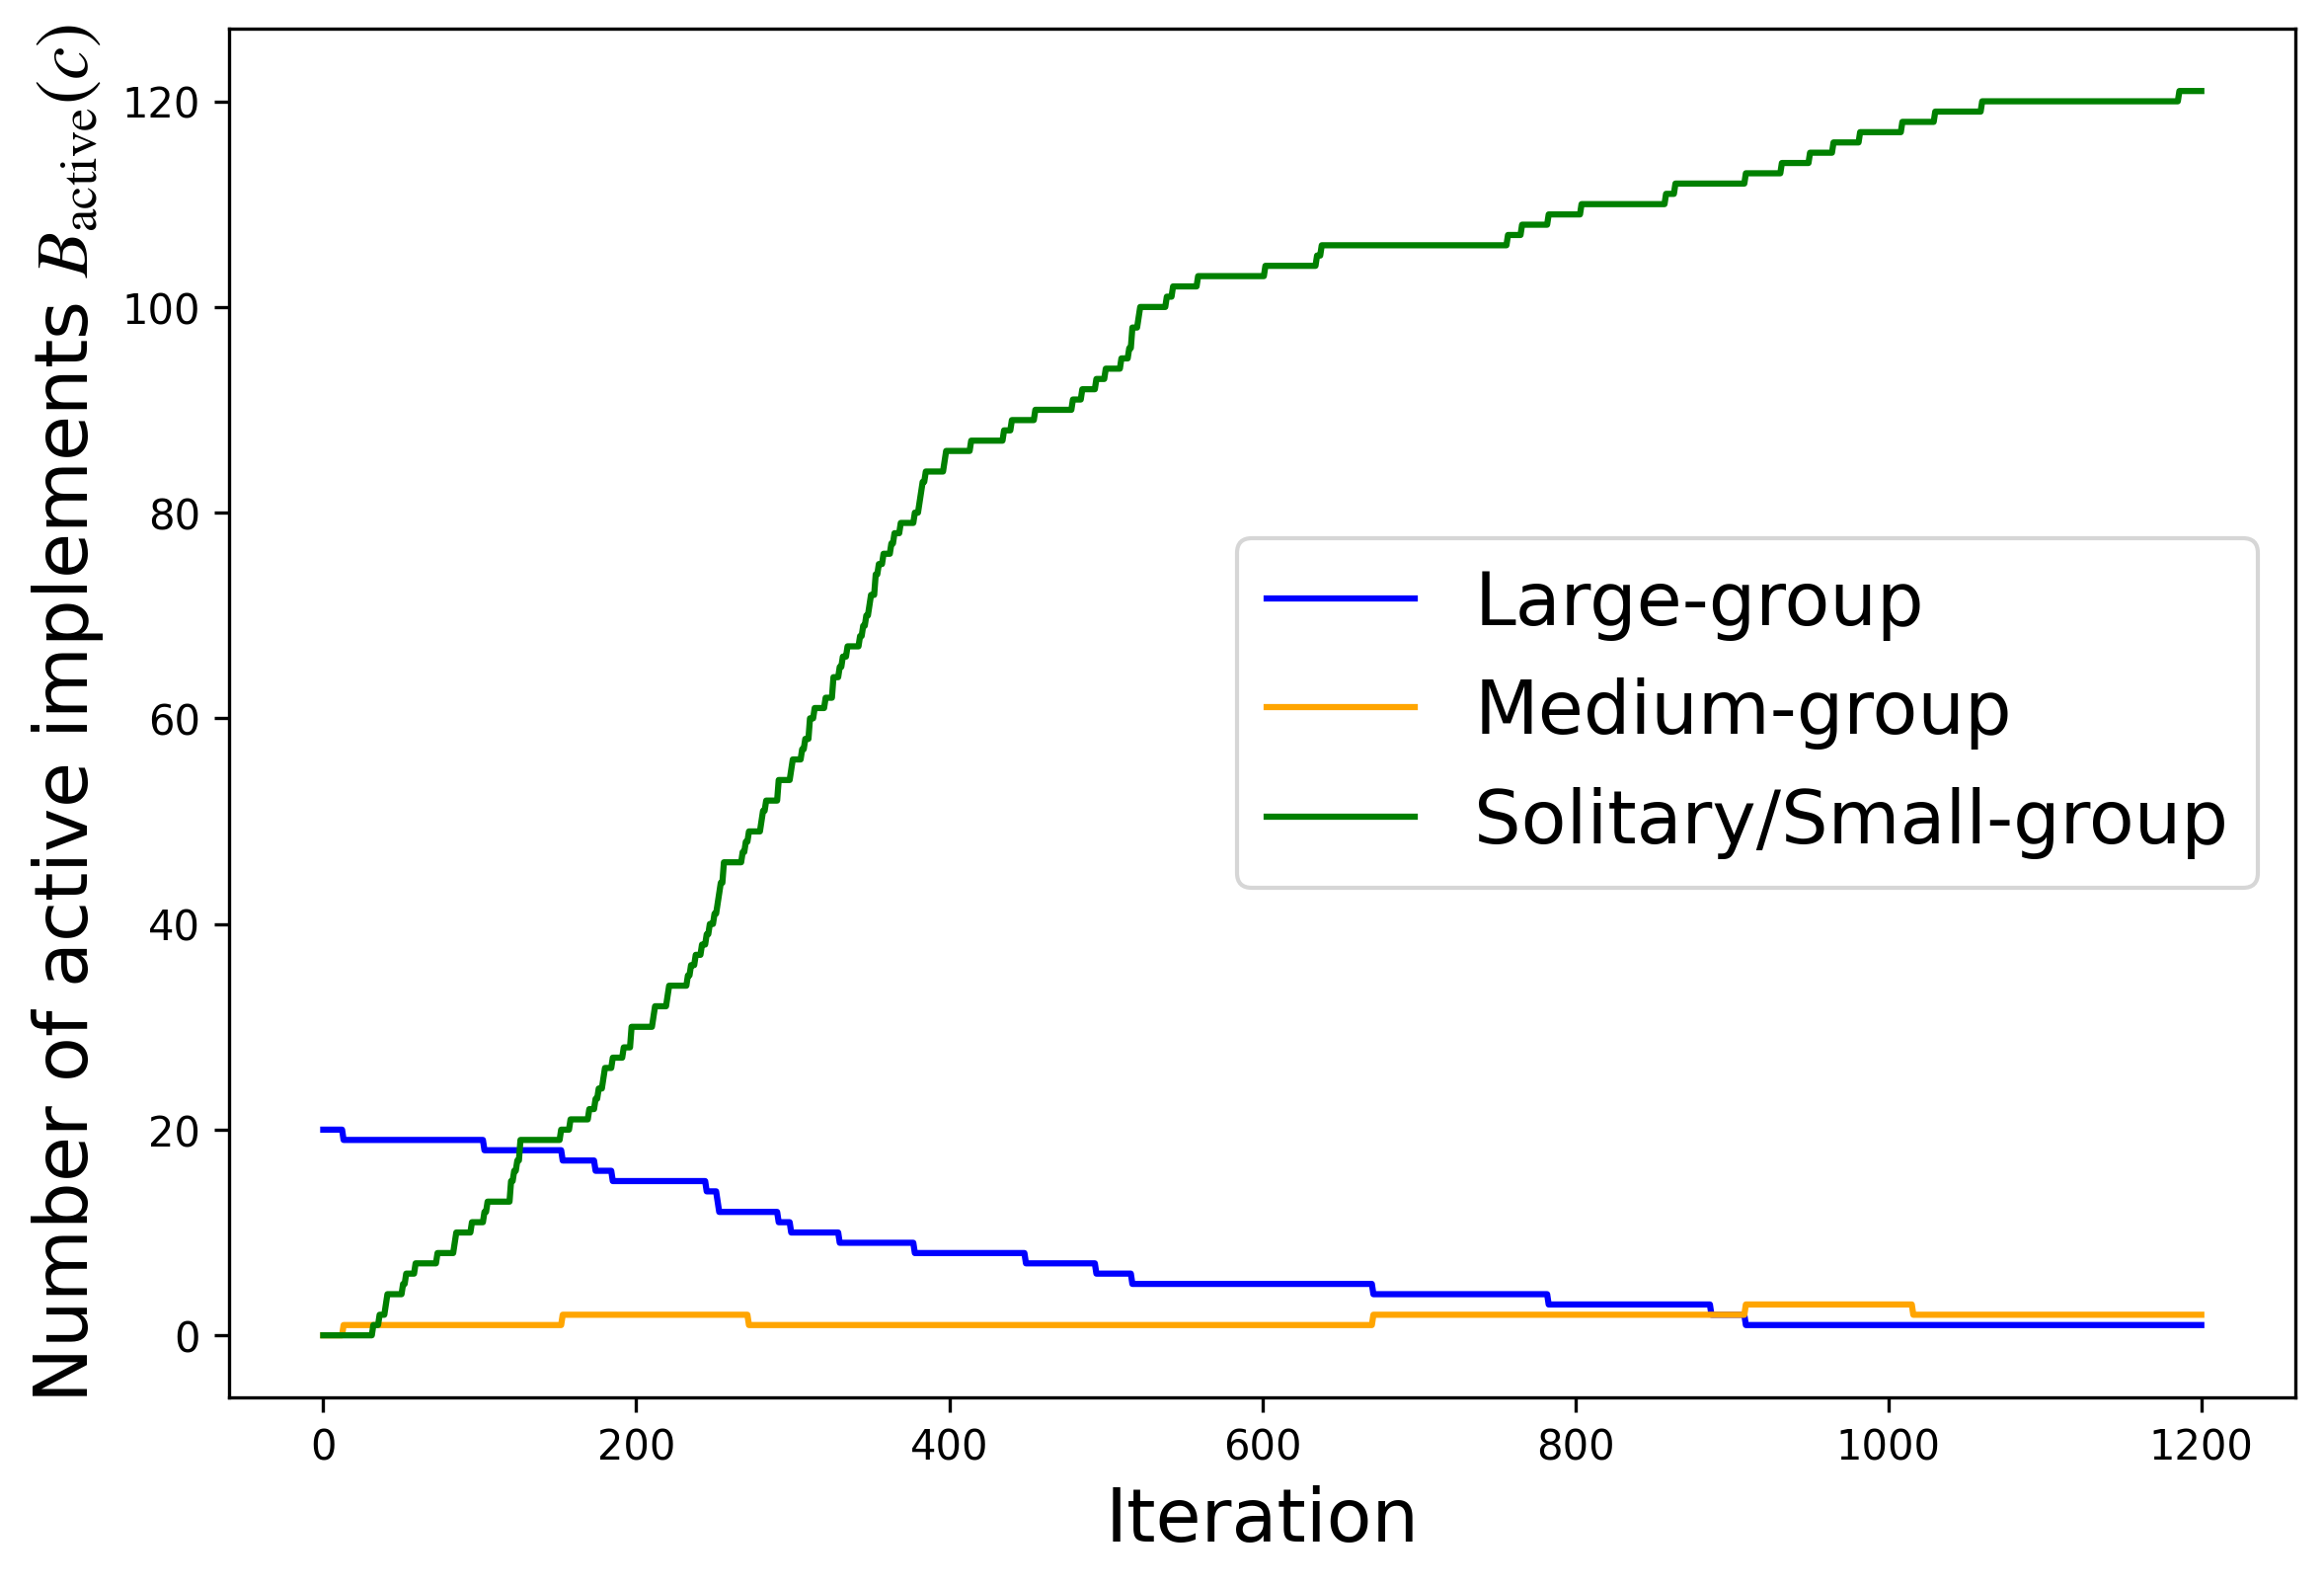 Number of active implements B_active(c)
120
100
80
60
40
20
0
Large-group
Medium-group
Solitary/Small-group
0 200 400 600 800 1000 1200
Iteration